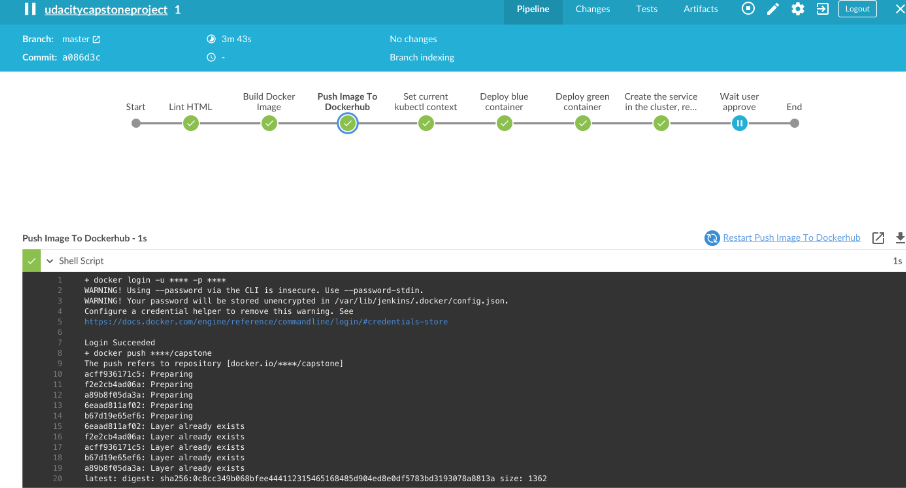 udacitycapstoneproject 1
Pipeline Changes Tests Artifacts Logout
Branch: master 3m 43s No changes
Commit: a086d3c - Branch indexing
Start
Lint HTML
Build Docker
Image
Push Image To
Dockerhub
Set current
kubectl context
Deploy blue
container
Deploy green
container
Create the service
in the cluster, re...
Wait user
approve
End
Push Image To Dockerhub - 1s
Restart Push Image To Dockerhub
Shell Script 1s
1 + docker login -u **** -p ****
2 WARNING! Using --password via the CLI is insecure. Use --password-stdin.
3 WARNING! Your password will be stored unencrypted in /var/lib/jenkins/.docker/config.json.
4 Configure a credential helper to remove this warning. See
5 https://docs.docker.com/engine/reference/commandline/login/#credentials-store
6
7 Login Succeeded
8 + docker push ****/capstone
9 The push refers to repository [docker.io/****/capstone]
10 acff936171c5: Preparing
11 f2e2cb4ad06a: Preparing
12 a89b8f05da3a: Preparing
13 6eaad811af02: Preparing
14 b67d19e65ef6: Preparing
15 6eaad811af02: Layer already exists
16 f2e2cb4ad06a: Layer already exists
17 acff936171c5: Layer already exists
18 b67d19e65ef6: Layer already exists
19 a89b8f05da3a: Layer already exists
20 latest: digest: sha256:0c8cc349b068bfee444112315465168485d904ed8e0df5783bd3193078a8813a size: 1362